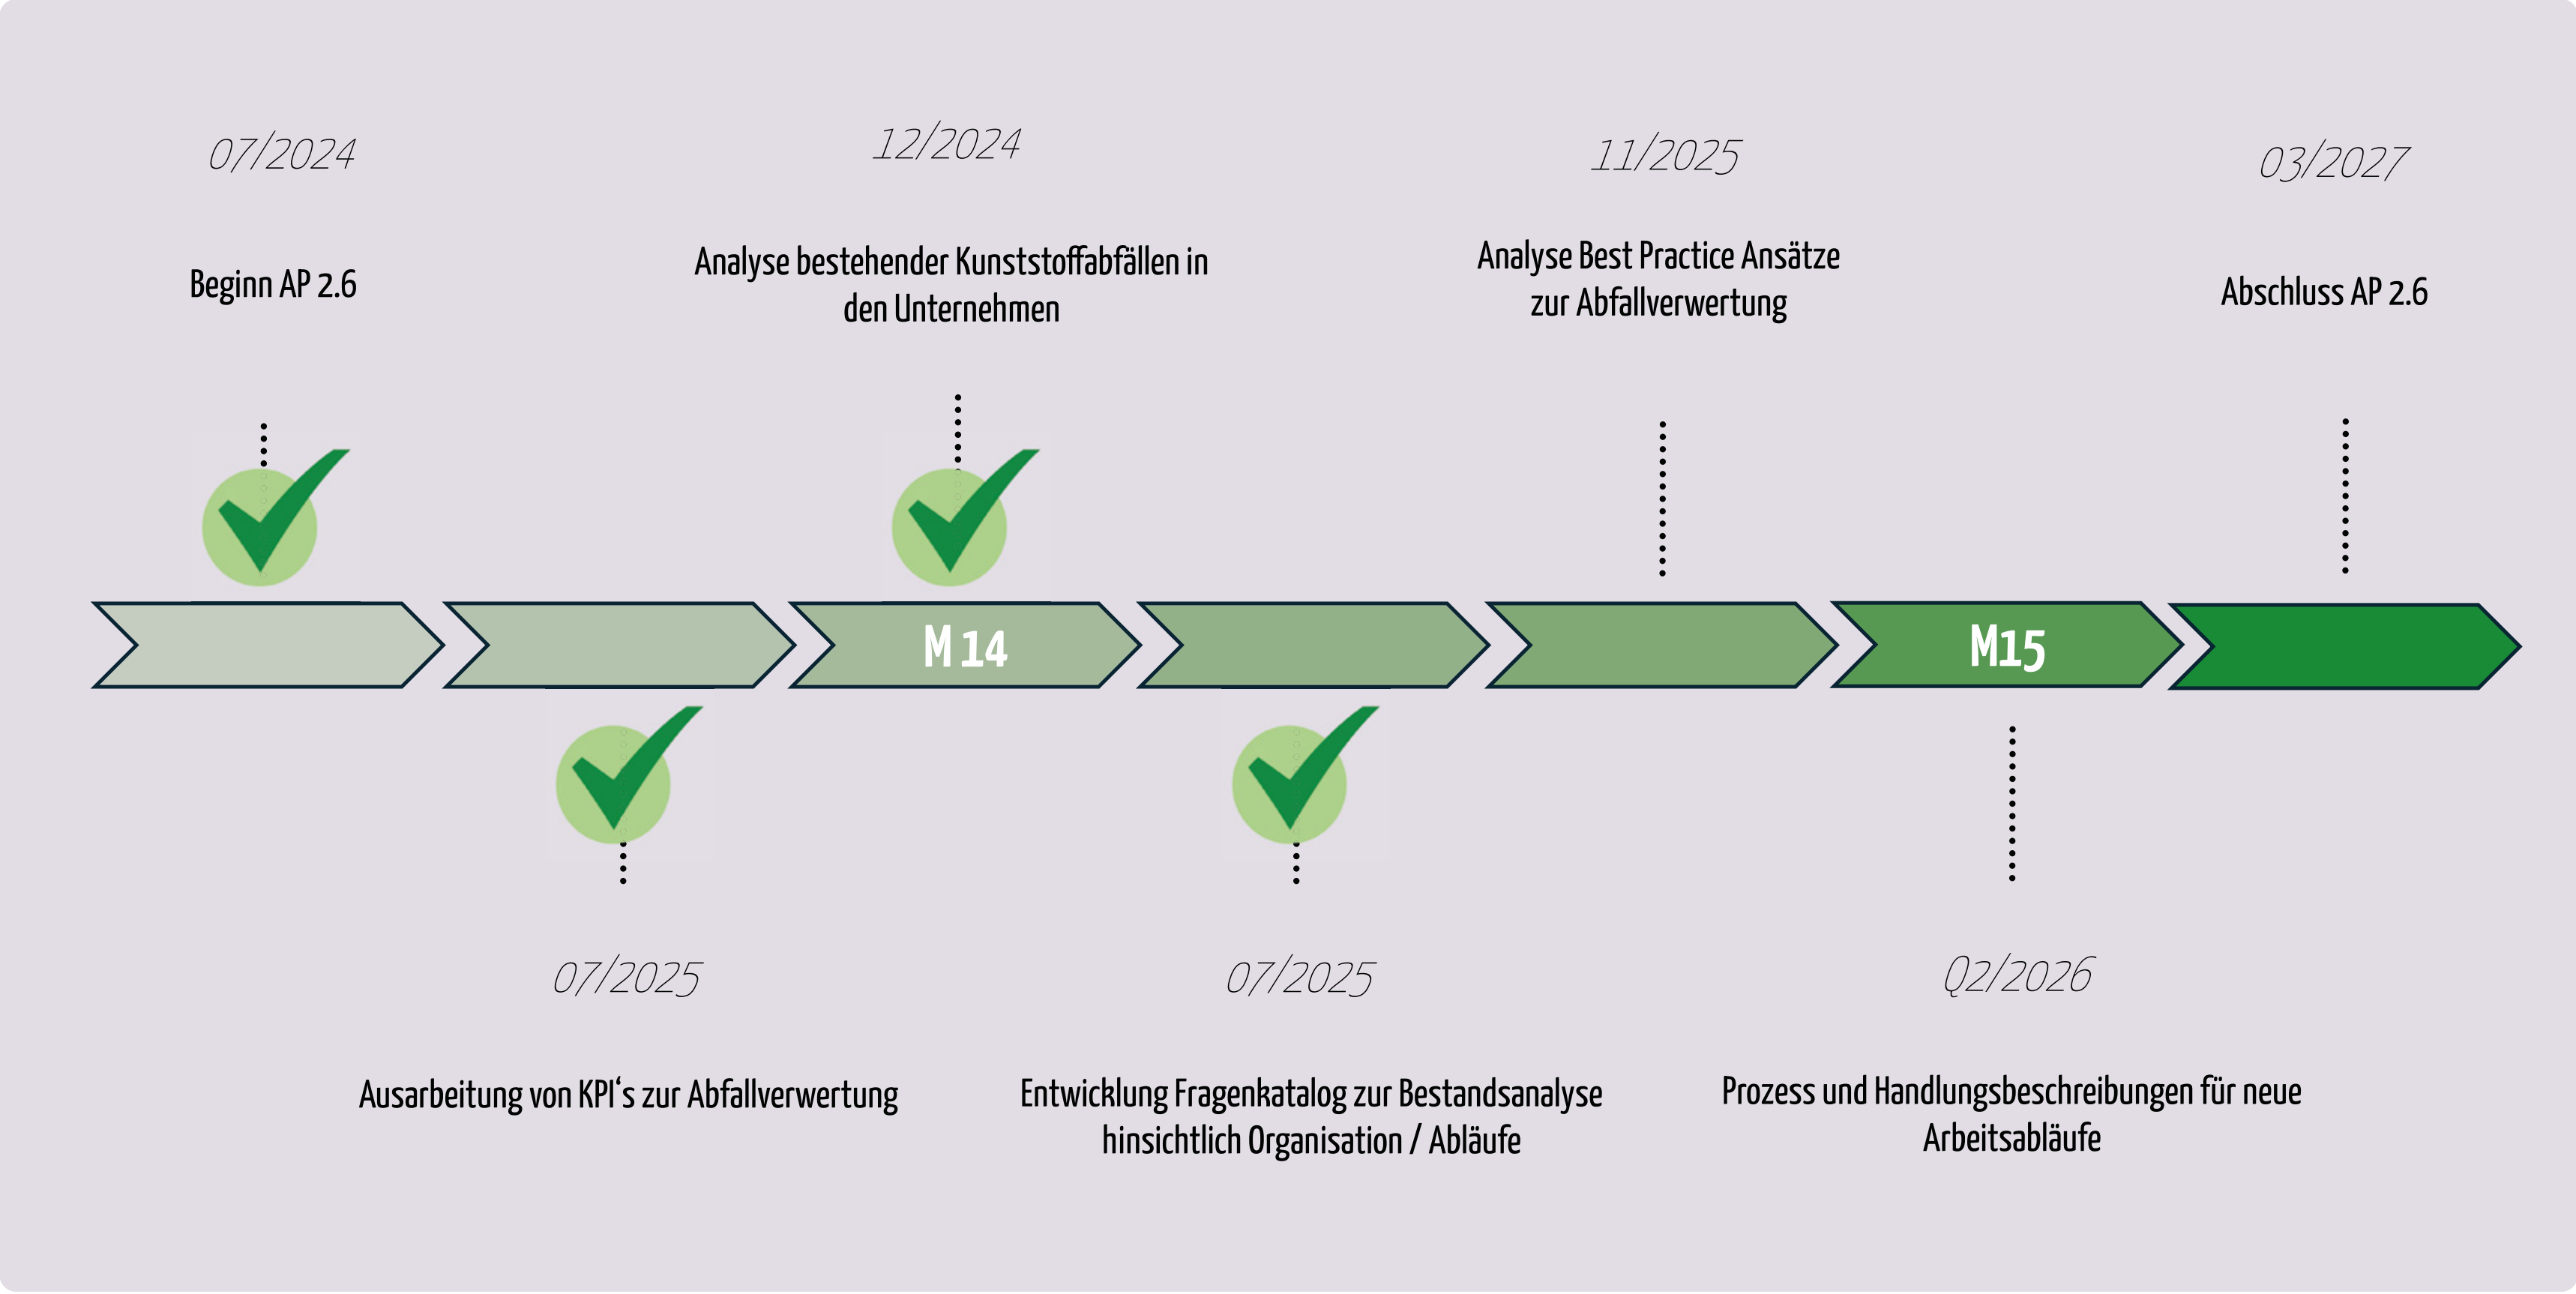 07/2024
Beginn AP 2.6
12/2024
Analyse bestehender Kunststoffabfällen in
den Unternehmen
11/2025
Analyse Best Practice Ansätze
zur Abfallverwertung
03/2027
Abschluss AP 2.6
M 14
M15
07/2025
Ausarbeitung von KPI‘s zur Abfallverwertung
07/2025
Entwicklung Fragenkatalog zur Bestandsanalyse
hinsichtlich Organisation / Abläufe
Q2/2026
Prozess und Handlungsbeschreibungen für neue
Arbeitsabläufe